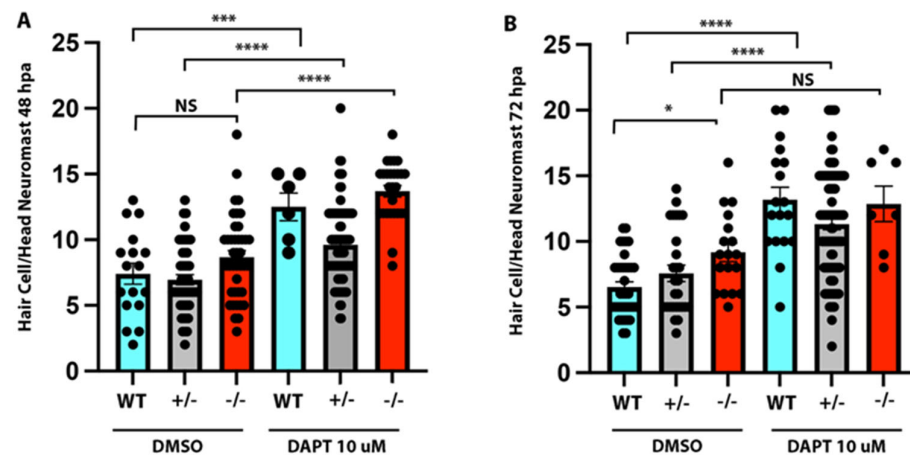 A
Hair Cell/Head Neuromast 48 hpa
25
20
15
10
5
0
***
****
****
NS
WT +/- -/- WT +/- -/-
DMSO DAPT 10 uM
B
Hair Cell/Head Neuromast 72 hpa
25
20
15
10
5
0
****
****
NS
*
WT +/- -/- WT +/- -/-
DMSO DAPT 10 uM